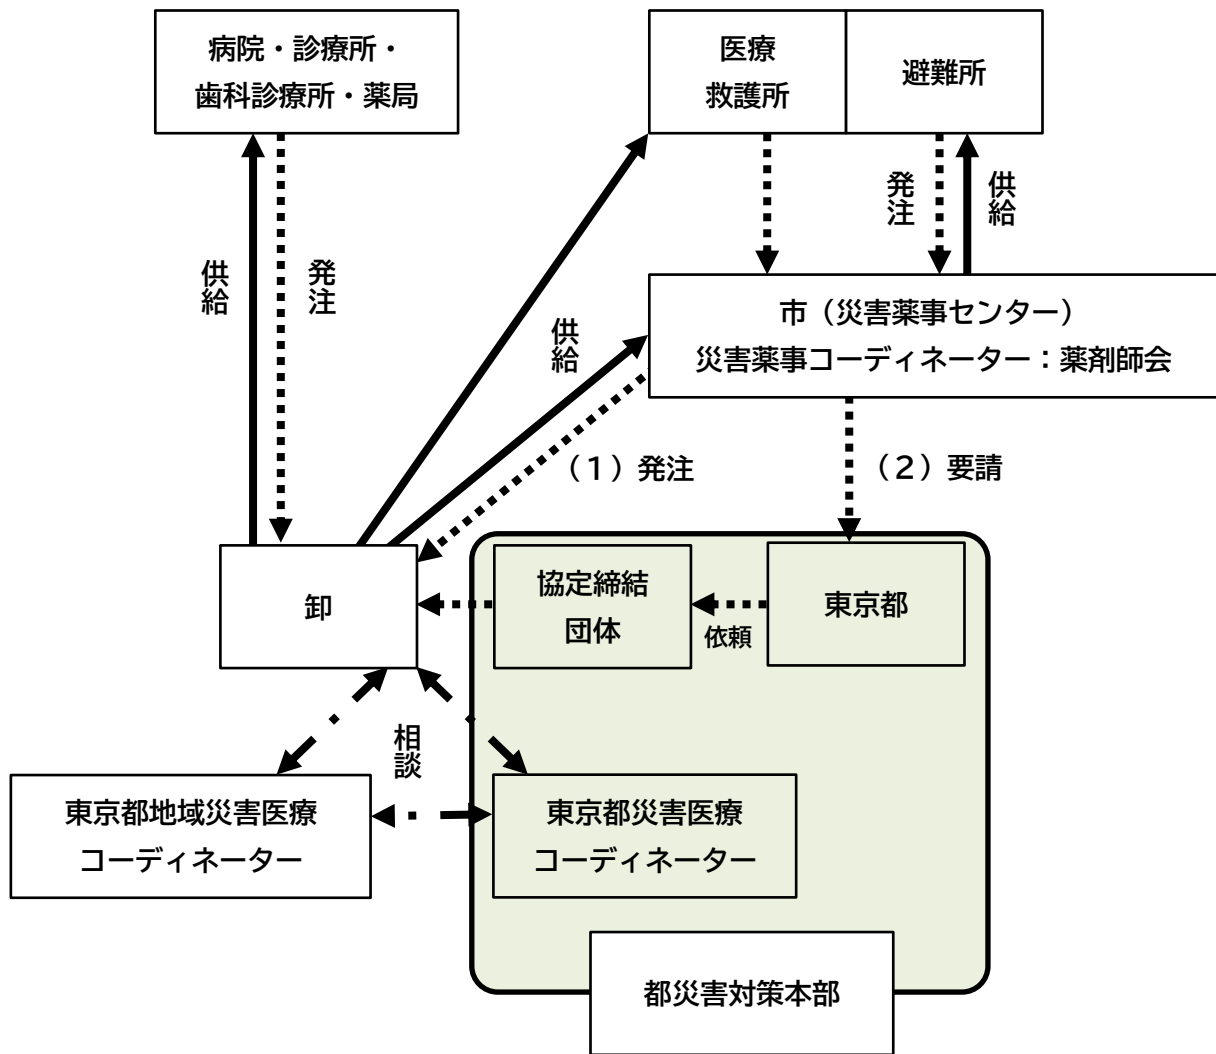 病院・診療所・
歯科診療所・薬局
医療
救護所
避難所
発注
供給
供給
発注
市（災害薬事センター）
災害薬事コーディネーター：薬剤師会
供給
（１）発注
（２）要請
卸
協定締結
団体
依頼
東京都
相談
東京都地域災害医療
コーディネーター
東京都災害医療
コーディネーター
都災害対策本部